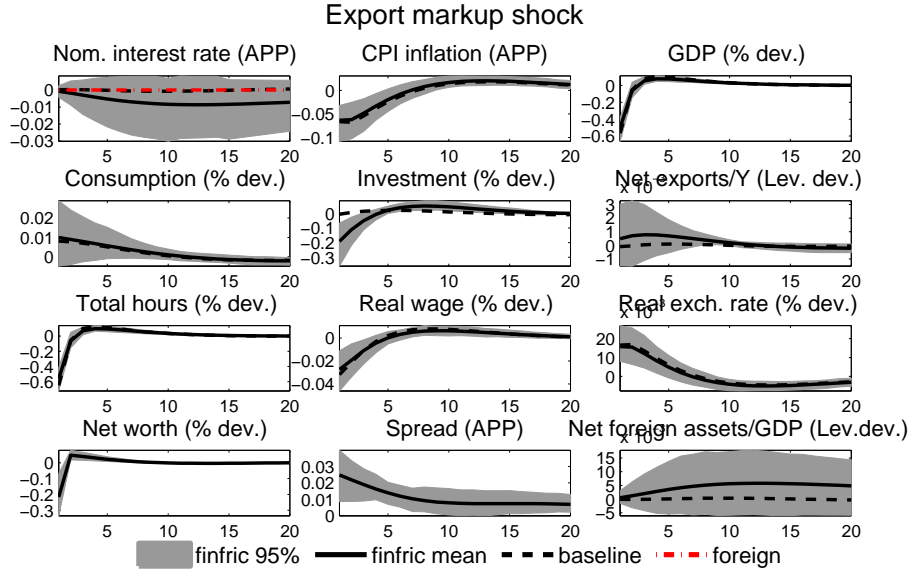 Export markup shock
Nom. interest rate (APP)
CPI inflation (APP)
GDP (% dev.)
0
−0.01
−0.02
−0.03
5 10 15 20
0
−0.05
−0.1
5 10 15 20
0
−0.2
−0.4
−0.6
5 10 15 20
Consumption (% dev.)
Investment (% dev.)
Net exports/Y (Lev. dev.)
0.02
0.01
0
5 10 15 20
0
−0.1
−0.2
−0.3
5 10 15 20
3
2
1
0
−1
5 10 15 20
Total hours (% dev.)
Real wage (% dev.)
Real exch. rate (% dev.)
0
−0.2
−0.4
−0.6
5 10 15 20
0
−0.02
−0.04
5 10 15 20
x 10⁻³
20
10
0
5 10 15 20
Net worth (% dev.)
Spread (APP)
Net foreign assets/GDP (Lev.dev.)
0
−0.1
−0.2
−0.3
5 10 15 20
0.03
0.02
0.01
0
5 10 15 20
15
10
5
0
−5
5 10 15 20
finfric 95% finfric mean baseline foreign